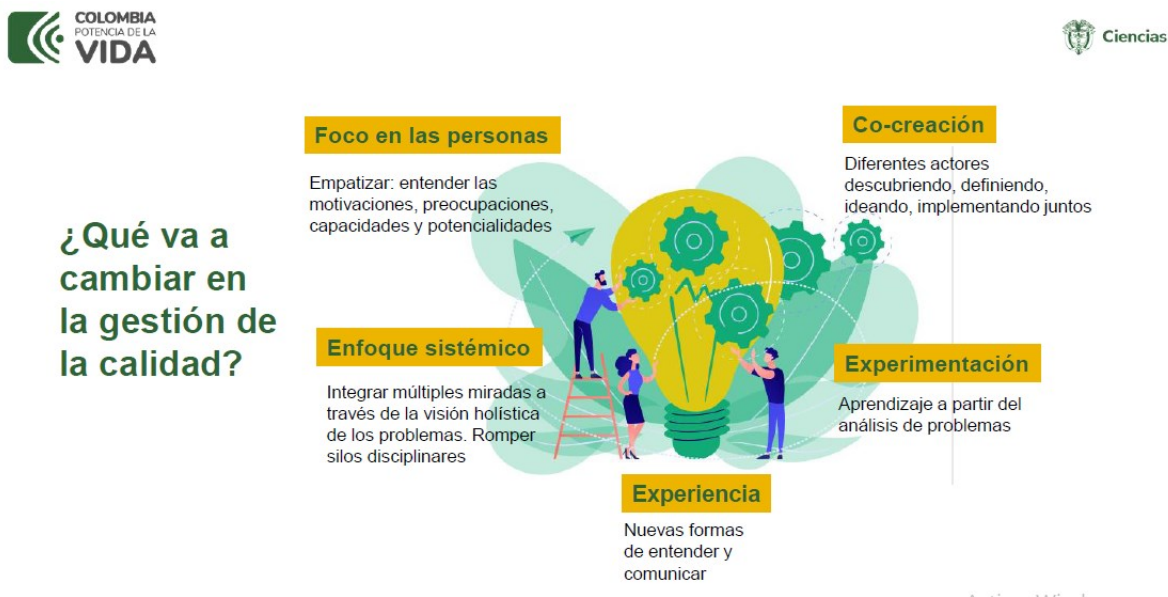 COLOMBIA
POTENCIA DE LA
VIDA
Ciencias
¿Qué va a
cambiar en
la gestión de
la calidad?
Foco en las personas
Empatizar: entender las
motivaciones, preocupaciones,
capacidades y potencialidades
Co-creación
Diferentes actores
descubriendo, definiendo,
ideando, implementando juntos
Enfoque sistémico
Integrar múltiples miradas a
través de la visión holística
de los problemas. Romper
silos disciplinares
Experimentación
Aprendizaje a partir del
análisis de problemas
Experiencia
Nuevas formas
de entender y
comunicar